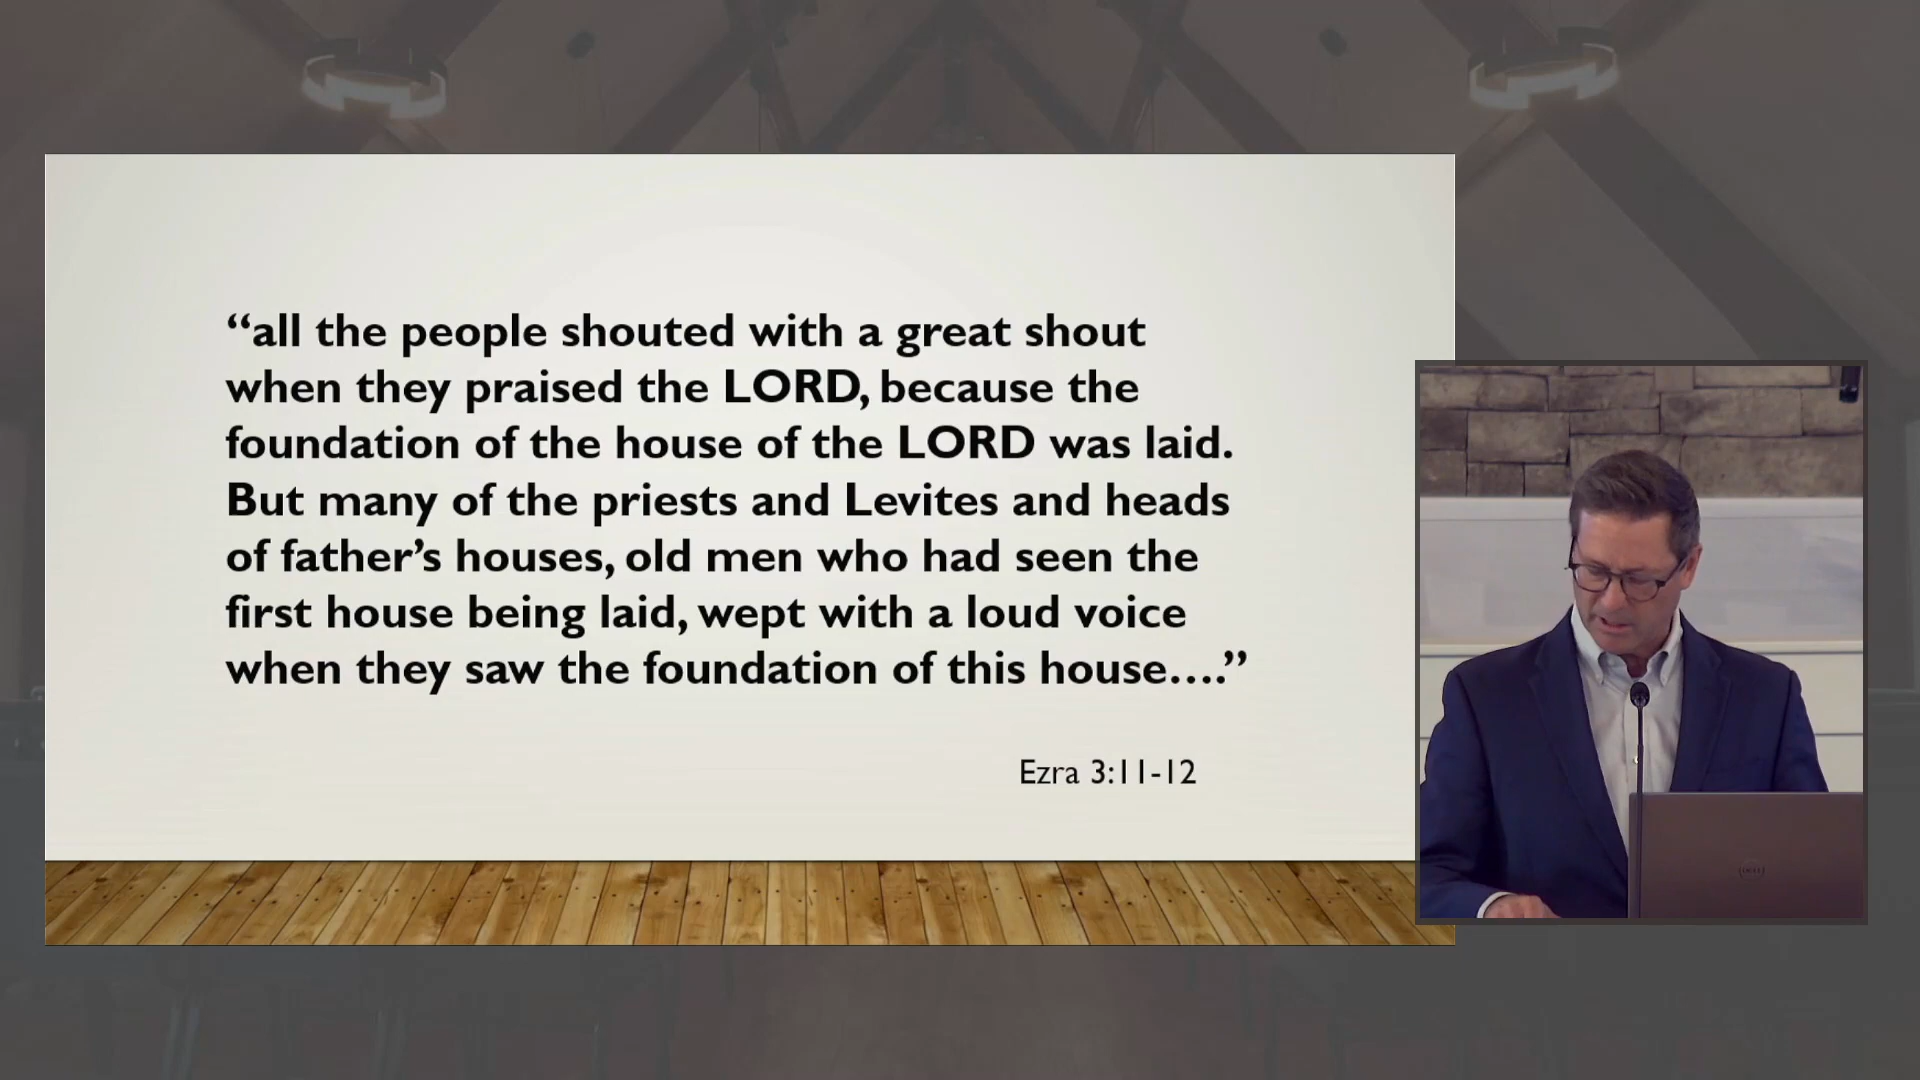 “all the people shouted with a great shout
when they praised the LORD, because the
foundation of the house of the LORD was laid.
But many of the priests and Levites and heads
of father’s houses, old men who had seen the
first house being laid, wept with a loud voice
when they saw the foundation of this house….”
Ezra 3:11-12
DELL